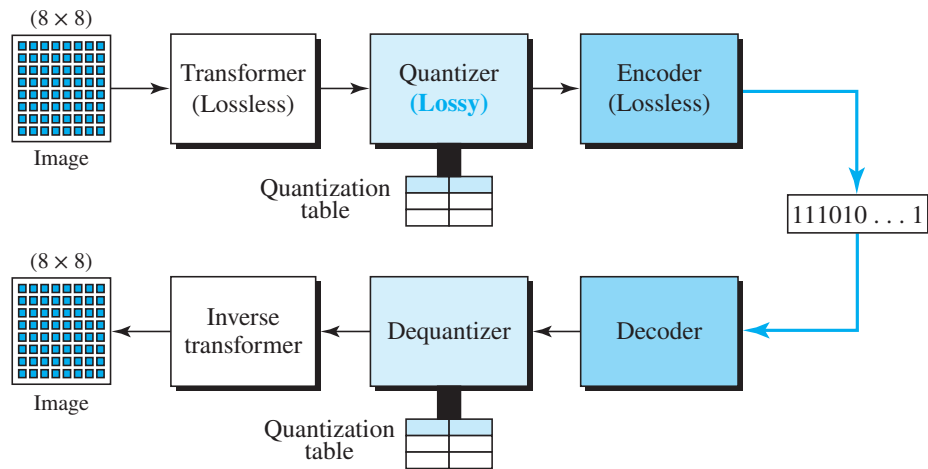 (8 × 8)
Image
Transformer
(Lossless)
Quantizer
(Lossy)
Quantization
table
Encoder
(Lossless)
111010 . . . 1
(8 × 8)
Image
Inverse
transformer
Dequantizer
Quantization
table
Decoder